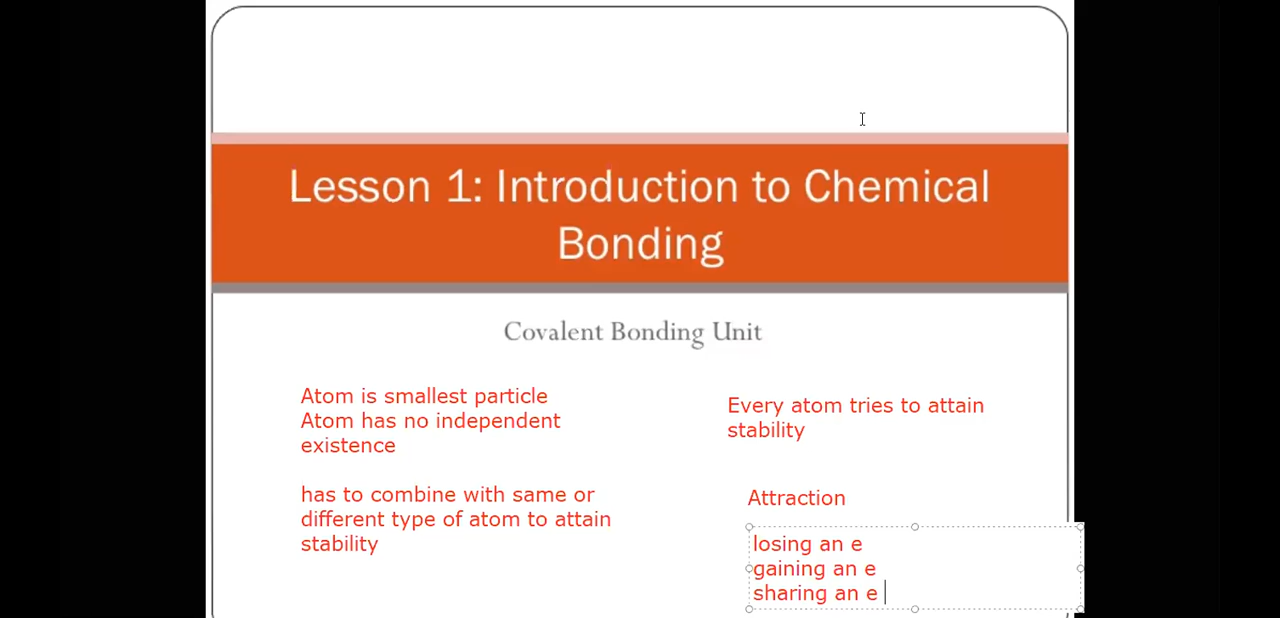 Lesson 1: Introduction to Chemical
Bonding
Covalent Bonding Unit
Atom is smallest particle
Atom has no independent
existence
has to combine with same or
different type of atom to attain
stability
Every atom tries to attain
stability
Attraction
losing an e
gaining an e
sharing an e